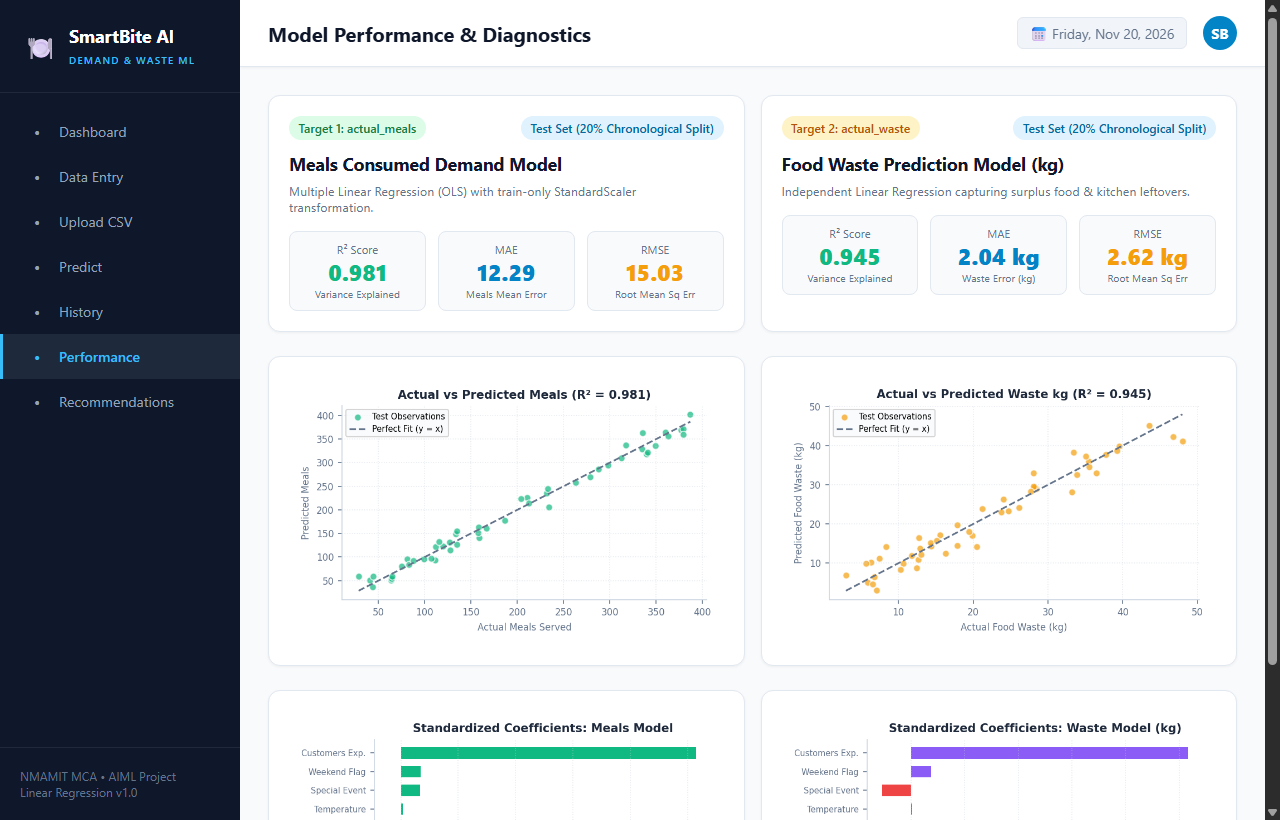 SmartBite AI
DEMAND & WASTE ML
Dashboard
Data Entry
Upload CSV
Predict
History
Performance
Recommendations
NMAMIT MCA • AIML Project
Linear Regression v1.0
Model Performance & Diagnostics
Friday, Nov 20, 2026
SB
Target 1: actual_meals
Test Set (20% Chronological Split)
Meals Consumed Demand Model
Multiple Linear Regression (OLS) with train-only StandardScaler
transformation.
R² Score
0.981
Variance Explained
MAE
12.29
Meals Mean Error
RMSE
15.03
Root Mean Sq Err
Target 2: actual_waste
Test Set (20% Chronological Split)
Food Waste Prediction Model (kg)
Independent Linear Regression capturing surplus food & kitchen leftovers.
R² Score
0.945
Variance Explained
MAE
2.04 kg
Waste Error (kg)
RMSE
2.62 kg
Root Mean Sq Err
Actual vs Predicted Meals (R² = 0.981)
Test Observations
Perfect Fit (y = x)
Predicted Meals
400
350
300
250
200
150
100
50
50 100 150 200 250 300 350 400
Actual Meals Served
Actual vs Predicted Waste kg (R² = 0.945)
Test Observations
Perfect Fit (y = x)
Predicted Food Waste (kg)
50
40
30
20
10
10 20 30 40 50
Actual Food Waste (kg)
Standardized Coefficients: Meals Model
Customers Exp.
Weekend Flag
Special Event
Temperature
Standardized Coefficients: Waste Model (kg)
Customers Exp.
Weekend Flag
Special Event
Temperature